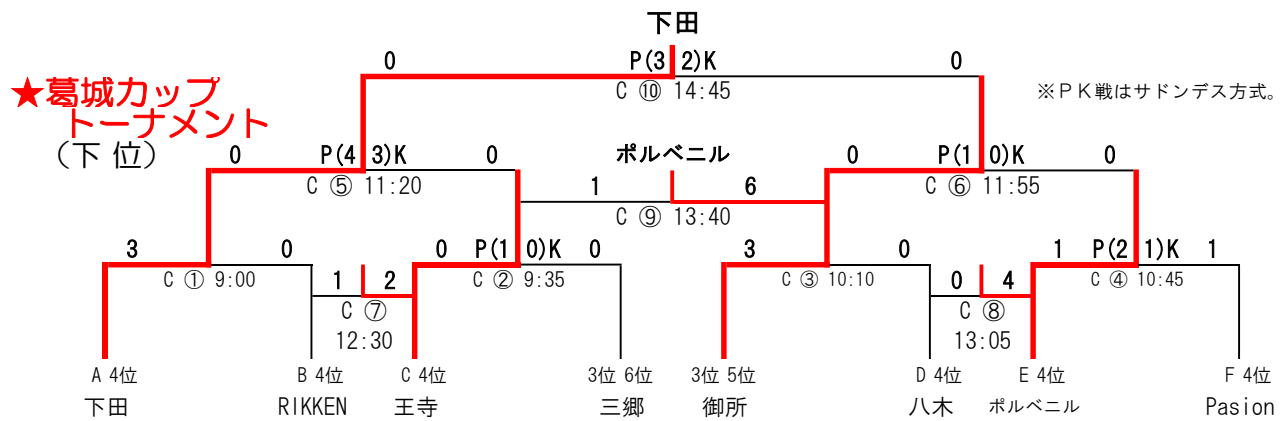 下田
0 P(3 2)K 0
★葛城カップ
トーナメント
(下 位)
C ⑩ 14:45
※ＰＫ戦はサドンデス方式。
0 P(4 3)K 0
ポルベニル
0 P(1 0)K 0
C ⑤ 11:20
1 6
C ⑥ 11:55
C ⑨ 13:40
3 0
0 P(1 0)K 0
3 0
1 P(2 1)K 1
C ① 9:00
1 2
C ② 9:35
C ③ 10:10
0 4
C ④ 10:45
C ⑦
12:30
C ⑧
13:05
A 4位 B 4位 C 4位 3位 6位 3位 5位 D 4位 E 4位 F 4位
下田 RIKKEN 王寺 三郷 御所 八木 ポルベニル Pasion